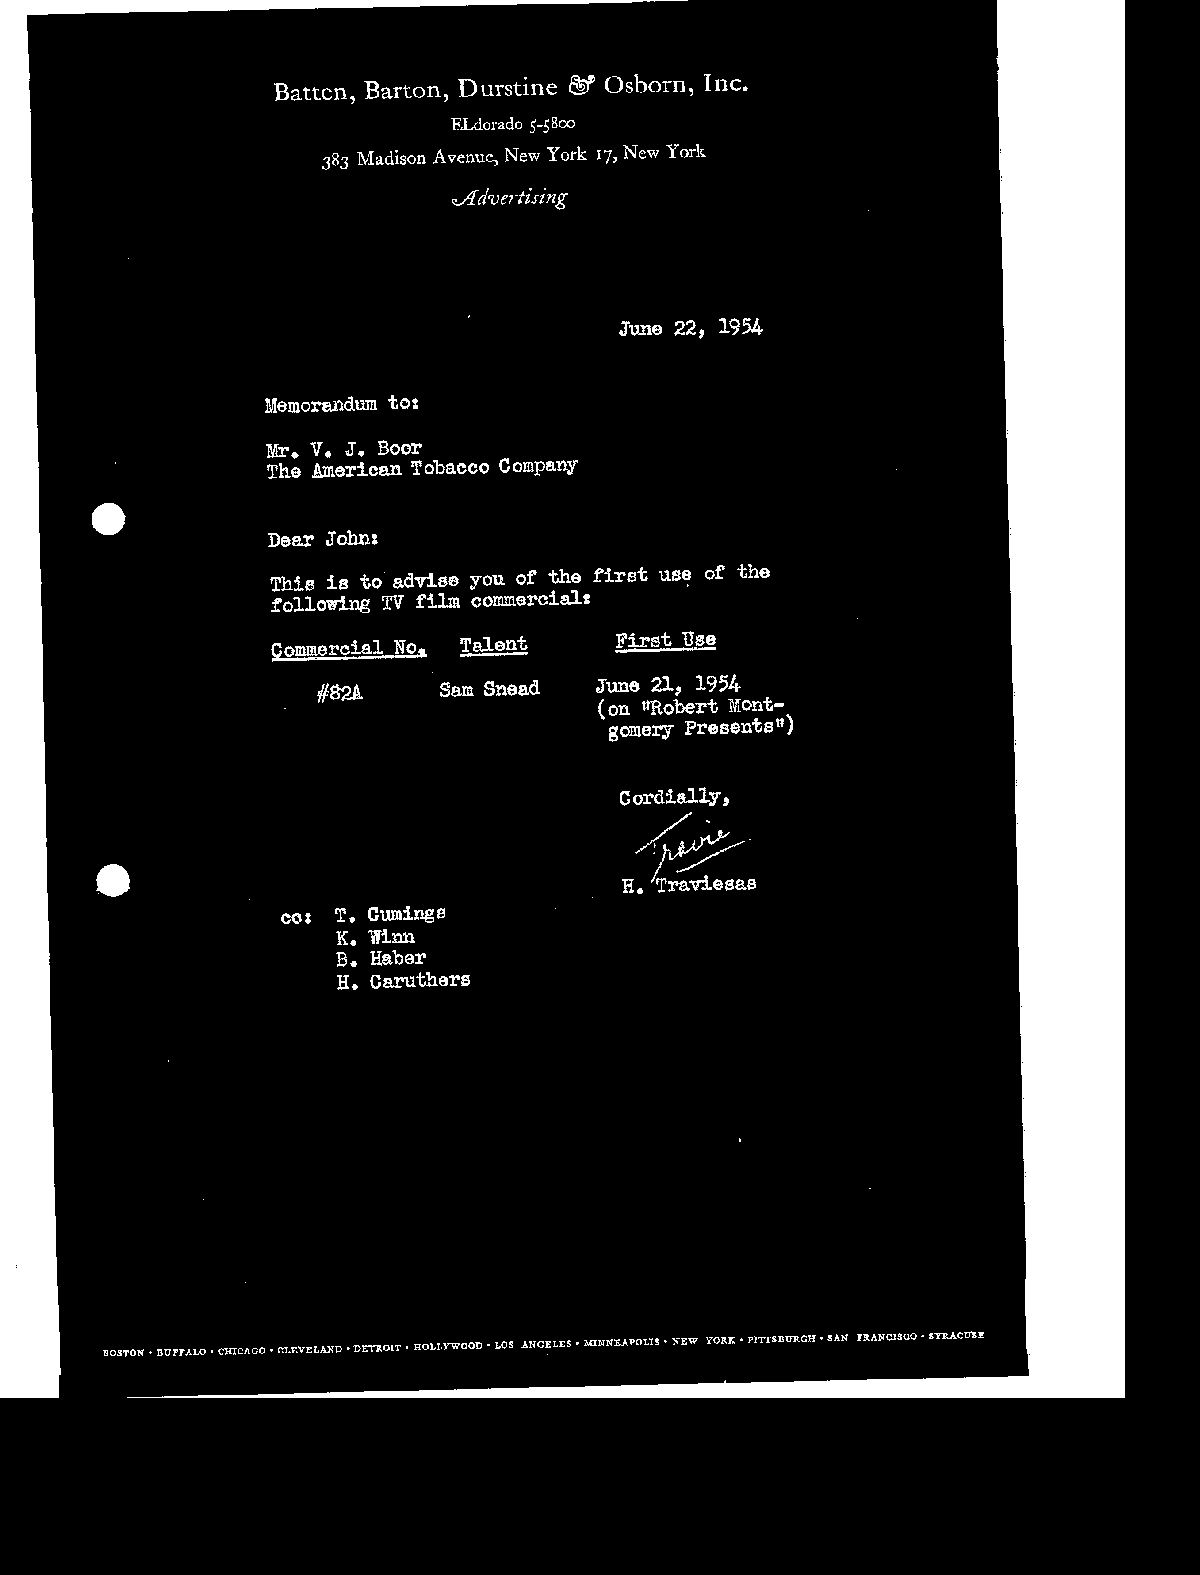 Batten, Barton, Durstine & Osborn, Inc.
ELdorado 5-5800
383 Madison Avenue, New York 17, New York
Advertising
June 22, 1954
Memorandum to:
Mr. V. J. Boor
The American Tobacco Company
Dear John:
This is to advise you of the first use of the
following TV film commercial:
Commercial No. Talent First Use
#82A Sam Snead June 21, 1954
(on "Robert Mont-
gomery Presents")
Cordially,
Travie
H. Traviesas
cc: T. Gumings
K. Winn
B. Haber
H. Caruthers
BOSTON • BUFFALO • CHICAGO • CLEVELAND • DETROIT • HOLLYWOOD • LOS ANGELES • MINNEAPOLIS • NEW YORK • PITTSBURGH • SAN FRANCISCO • SYRACUSE